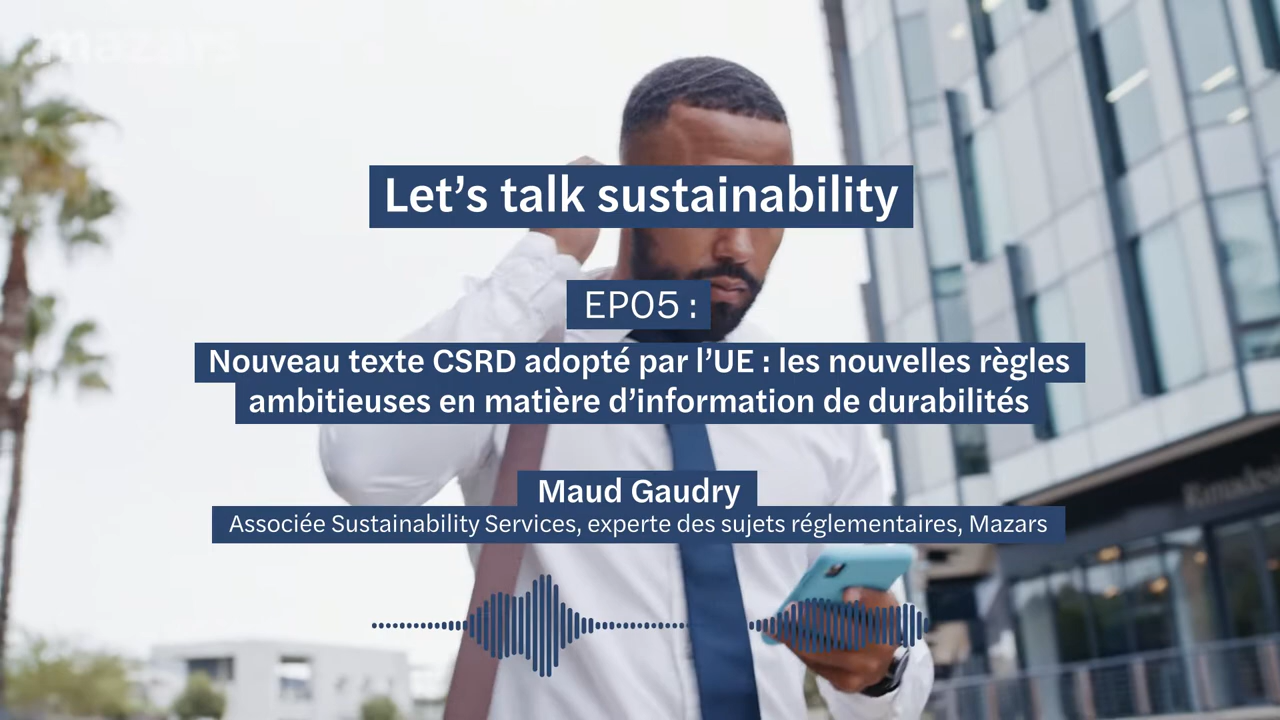 mazars
Let’s talk sustainability
EP05 :
Nouveau texte CSRD adopté par l’UE : les nouvelles règles
ambitieuses en matière d’information de durabilités
Maud Gaudry
Associée Sustainability Services, experte des sujets réglementaires, Mazars